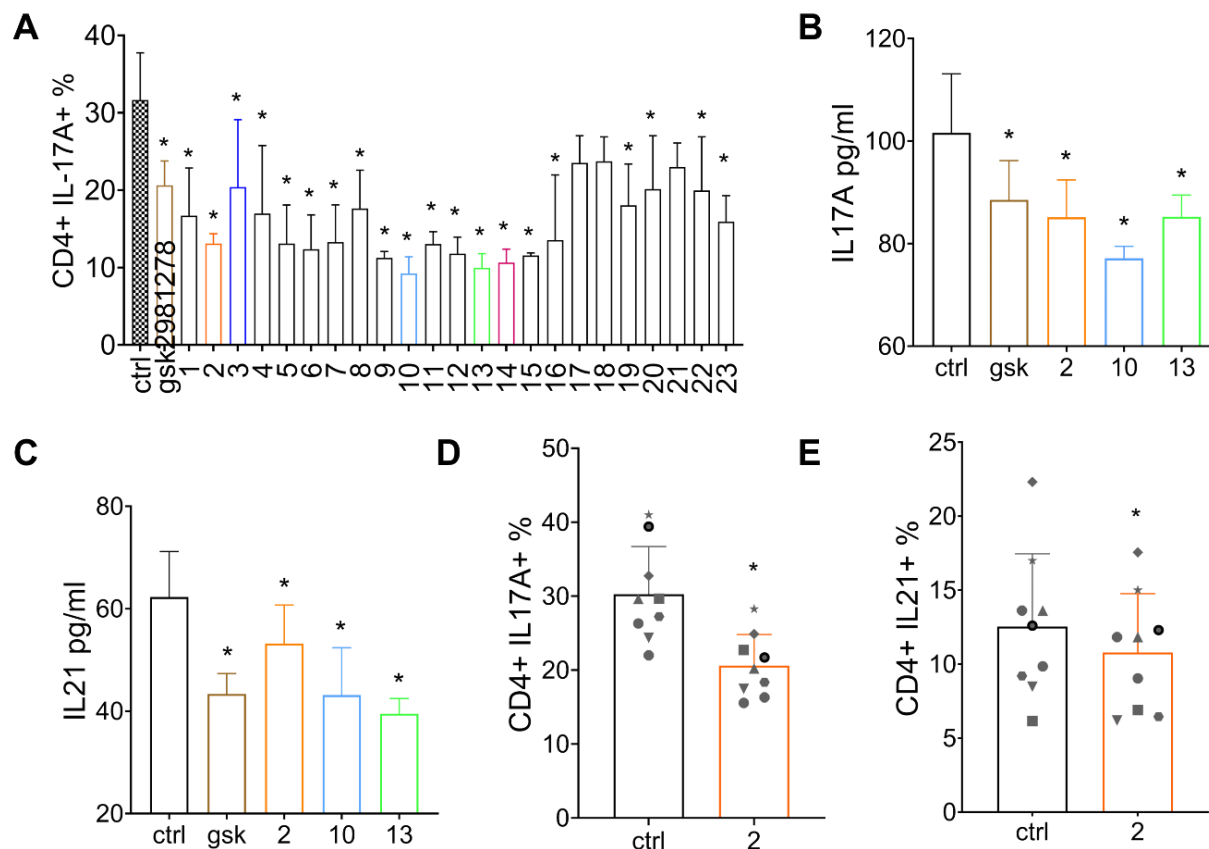 A
CD4+ IL-17A+ %
40
30
20
10
0
* * * * * * * * * * * * * * * * * * * * *
ctrl gsk2981278 1 2 3 4 5 6 7 8 9 10 11 12 13 14 15 16 17 18 19 20 21 22 23
B
IL17A pg/ml
120
100
80
60
* * * *
ctrl gsk 2 10 13
C
IL21 pg/ml
80
60
40
20
* * * *
ctrl gsk 2 10 13
D
CD4+ IL17A+ %
50
40
30
20
10
0
*
ctrl 2
E
CD4+ IL21+ %
25
20
15
10
5
0
*
ctrl 2